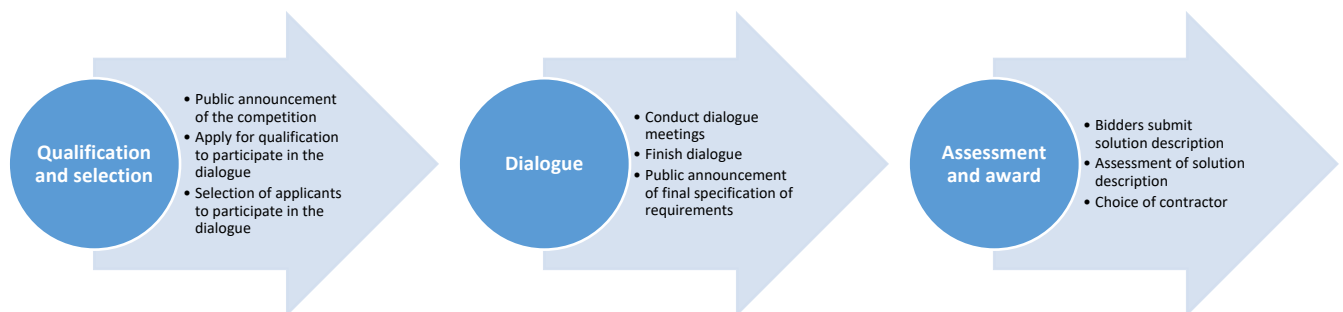 Qualification
and selection
• Public announcement
of the competition
• Apply for qualification
to participate in the
dialogue
• Selection of applicants
to participate in the
dialogue
Dialogue
• Conduct dialogue
meetings
• Finish dialogue
• Public announcement
of final specification of
requirements
Assessment
and award
• Bidders submit
solution description
• Assessment of solution
description
• Choice of contractor